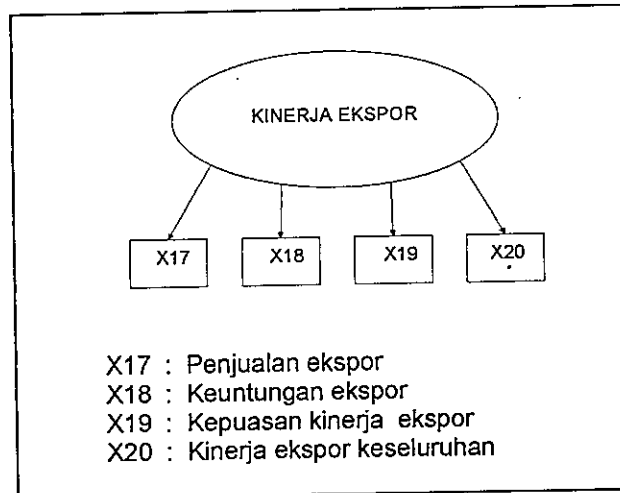 KINERJA EKSPOR
X17 X18 X19 X20
X17 : Penjualan ekspor
X18 : Keuntungan ekspor
X19 : Kepuasan kinerja ekspor
X20 : Kinerja ekspor keseluruhan